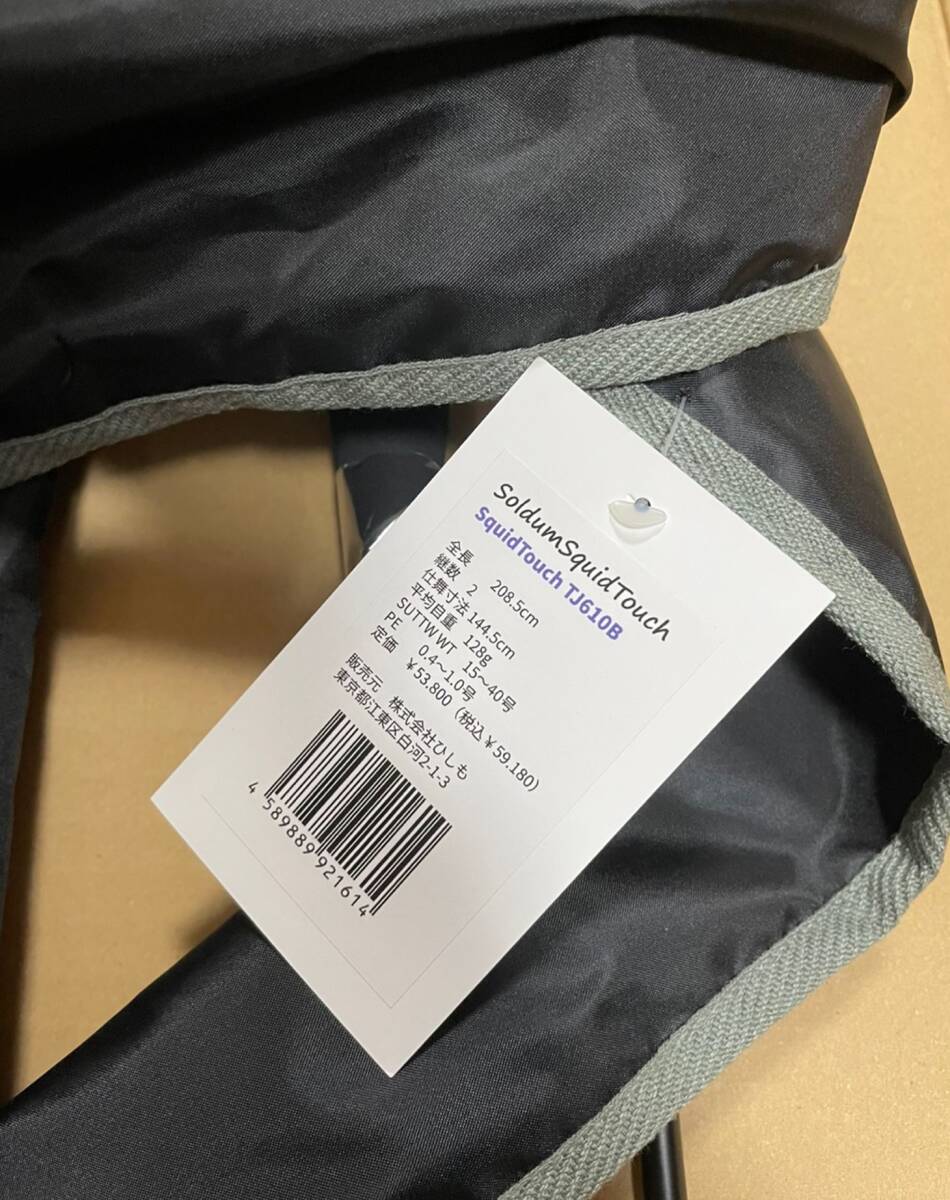 SoldumSquidTouch
SquidTouch TJ610B
全長 208.5cm
継数 2
仕舞寸法 144.5cm
平均自重 128g
SUTTW WT 15〜40号
PE 0.4〜1.0号
定価 ¥53.800（税込¥59.180）
販売元 株式会社ひしも
東京都江東区白河2-1-3
4 589889 921614